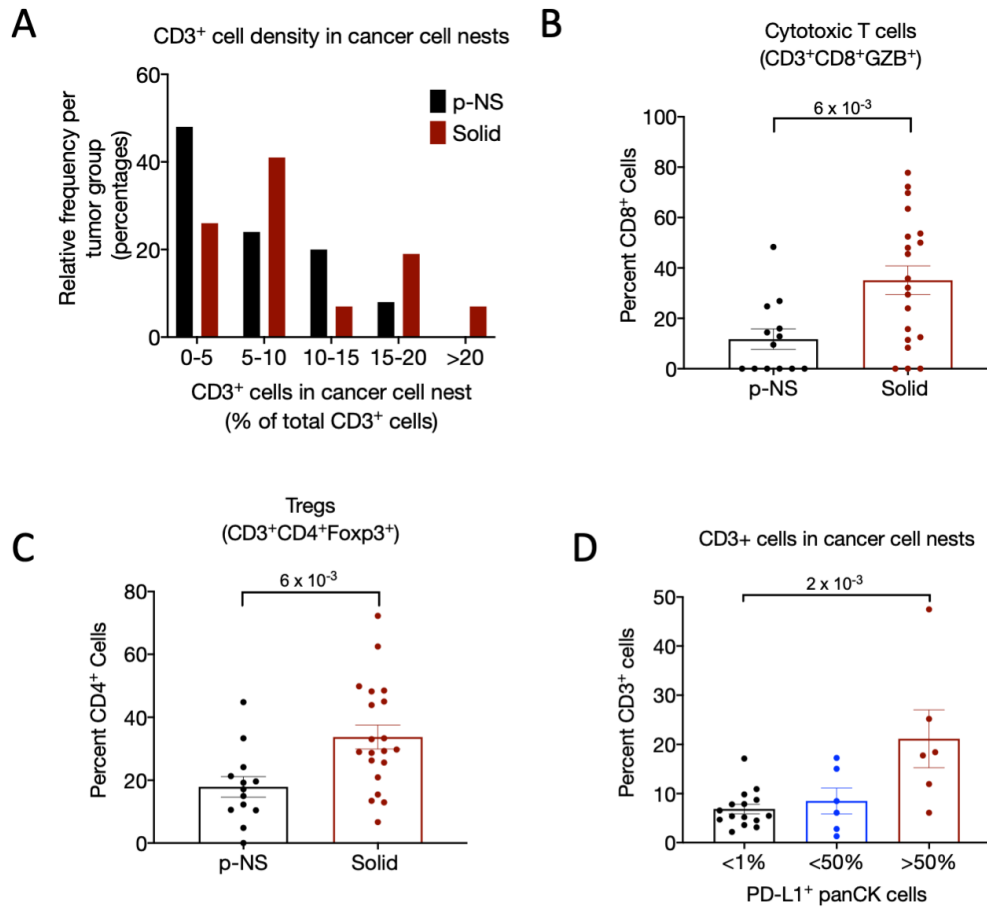 A
CD3⁺ cell density in cancer cell nests
Relative frequency per
tumor group
(percentages)
60
40
20
0
p-NS
Solid
0-5 5-10 10-15 15-20 >20
CD3⁺ cells in cancer cell nest
(% of total CD3⁺ cells)
B
Cytotoxic T cells
(CD3⁺CD8⁺GZB⁺)
6 x 10⁻³
Percent CD8⁺ Cells
100
80
60
40
20
0
p-NS Solid
C
Tregs
(CD3⁺CD4⁺Foxp3⁺)
6 x 10⁻³
Percent CD4⁺ Cells
80
60
40
20
0
p-NS Solid
D
CD3+ cells in cancer cell nests
2 x 10⁻³
Percent CD3⁺ cells
50
40
30
20
10
0
<1% <50% >50%
PD-L1⁺ panCK cells